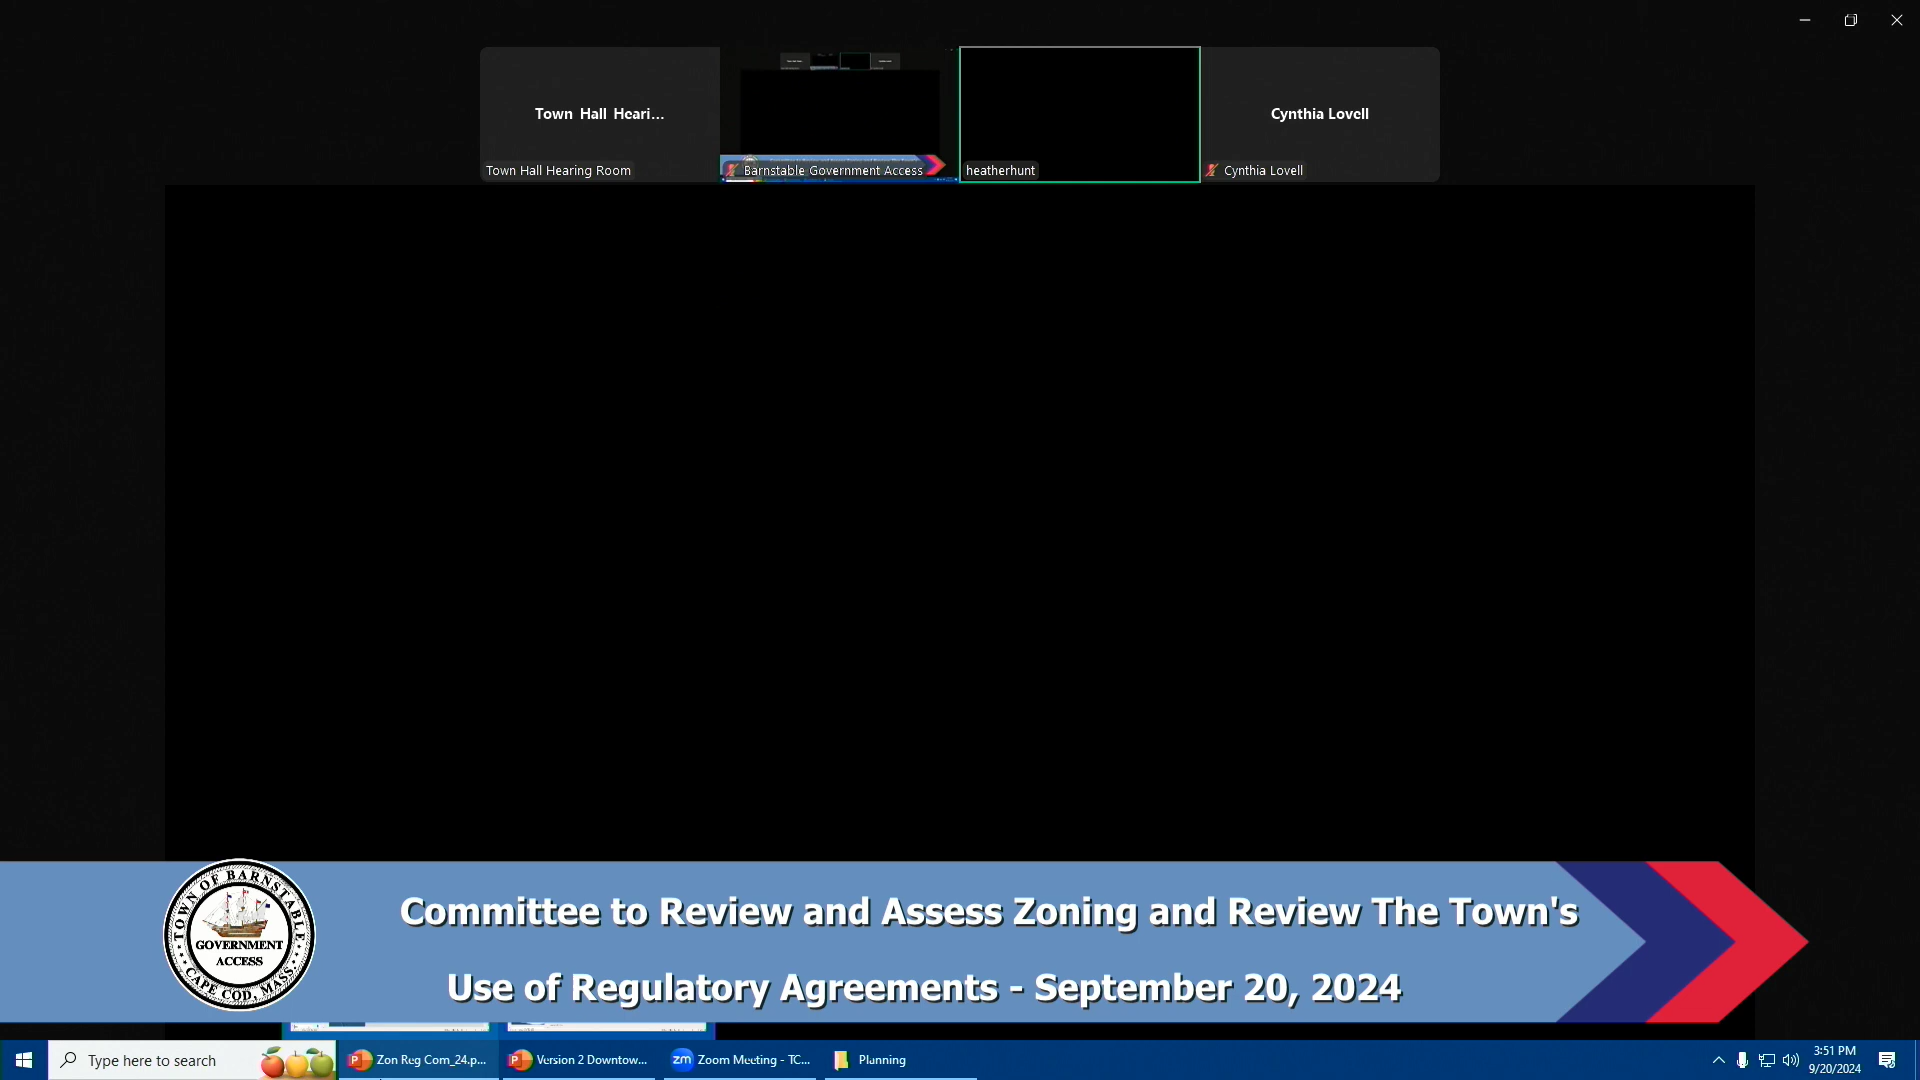 Town Hall Heari...
Town Hall Hearing Room
Barnstable Government Access
heatherhunt
Cynthia Lovell
Cynthia Lovell
TOWN OF BARNSTABLE
GOVERNMENT
ACCESS
CAPE COD, MASS.
Committee to Review and Assess Zoning and Review The Town's
Use of Regulatory Agreements - September 20, 2024
Type here to search
Zon Reg Com_24.p...
Version 2 Downtow...
zm
Zoom Meeting - TC...
Planning
3:51 PM
9/20/2024